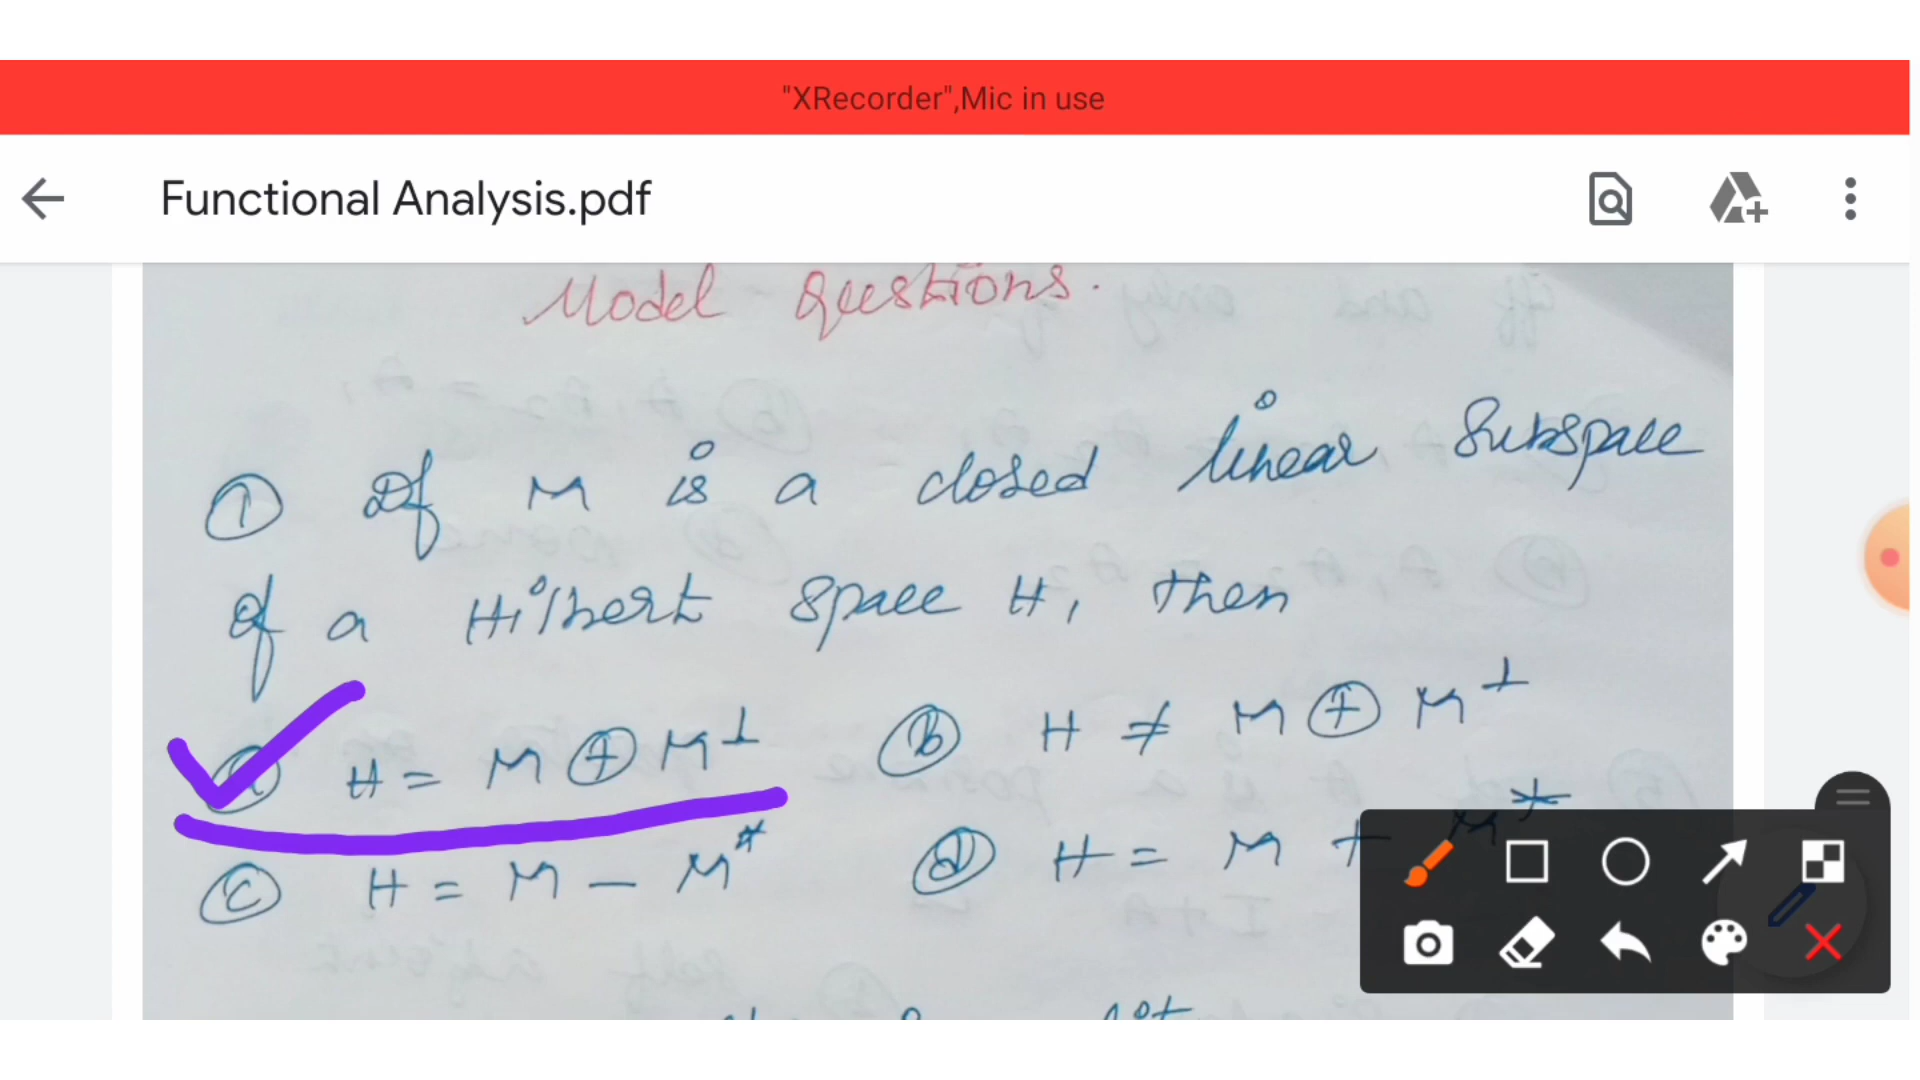 "XRecorder",Mic in use
Functional Analysis.pdf
Model Questions.
① If M is a closed linear Subspace
of a Hilbert space H, then
ⓐ H = M ⊕ M⊥ ⓑ H ≠ M ⊕ M⊥
ⓒ H = M – M* ⓓ H = M + M*